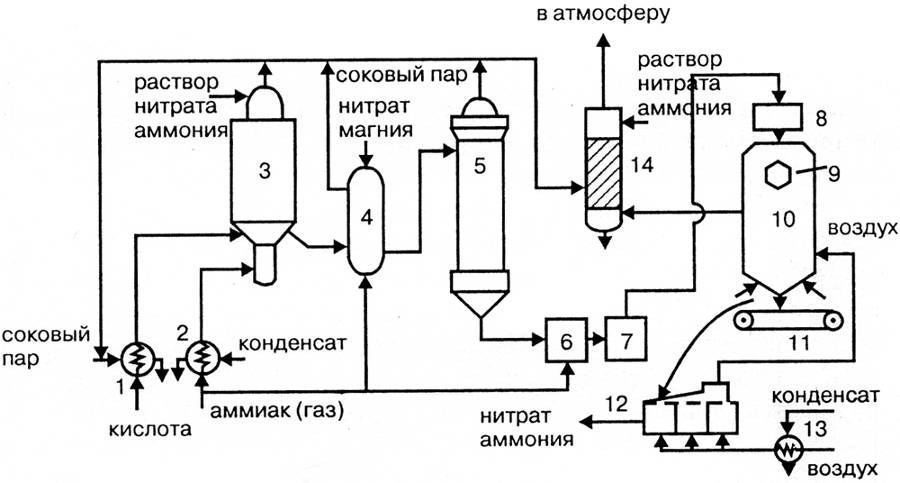 в атмосферу
раствор
нитрата
аммония
соковый пар
нитрат
магния
раствор
нитрата
аммония
8
3
5
14
9
4
10
воздух
соковый
пар
2
конденсат
6
7
11
1
аммиак (газ)
кислота
нитрат
аммония
12
конденсат
13
воздух